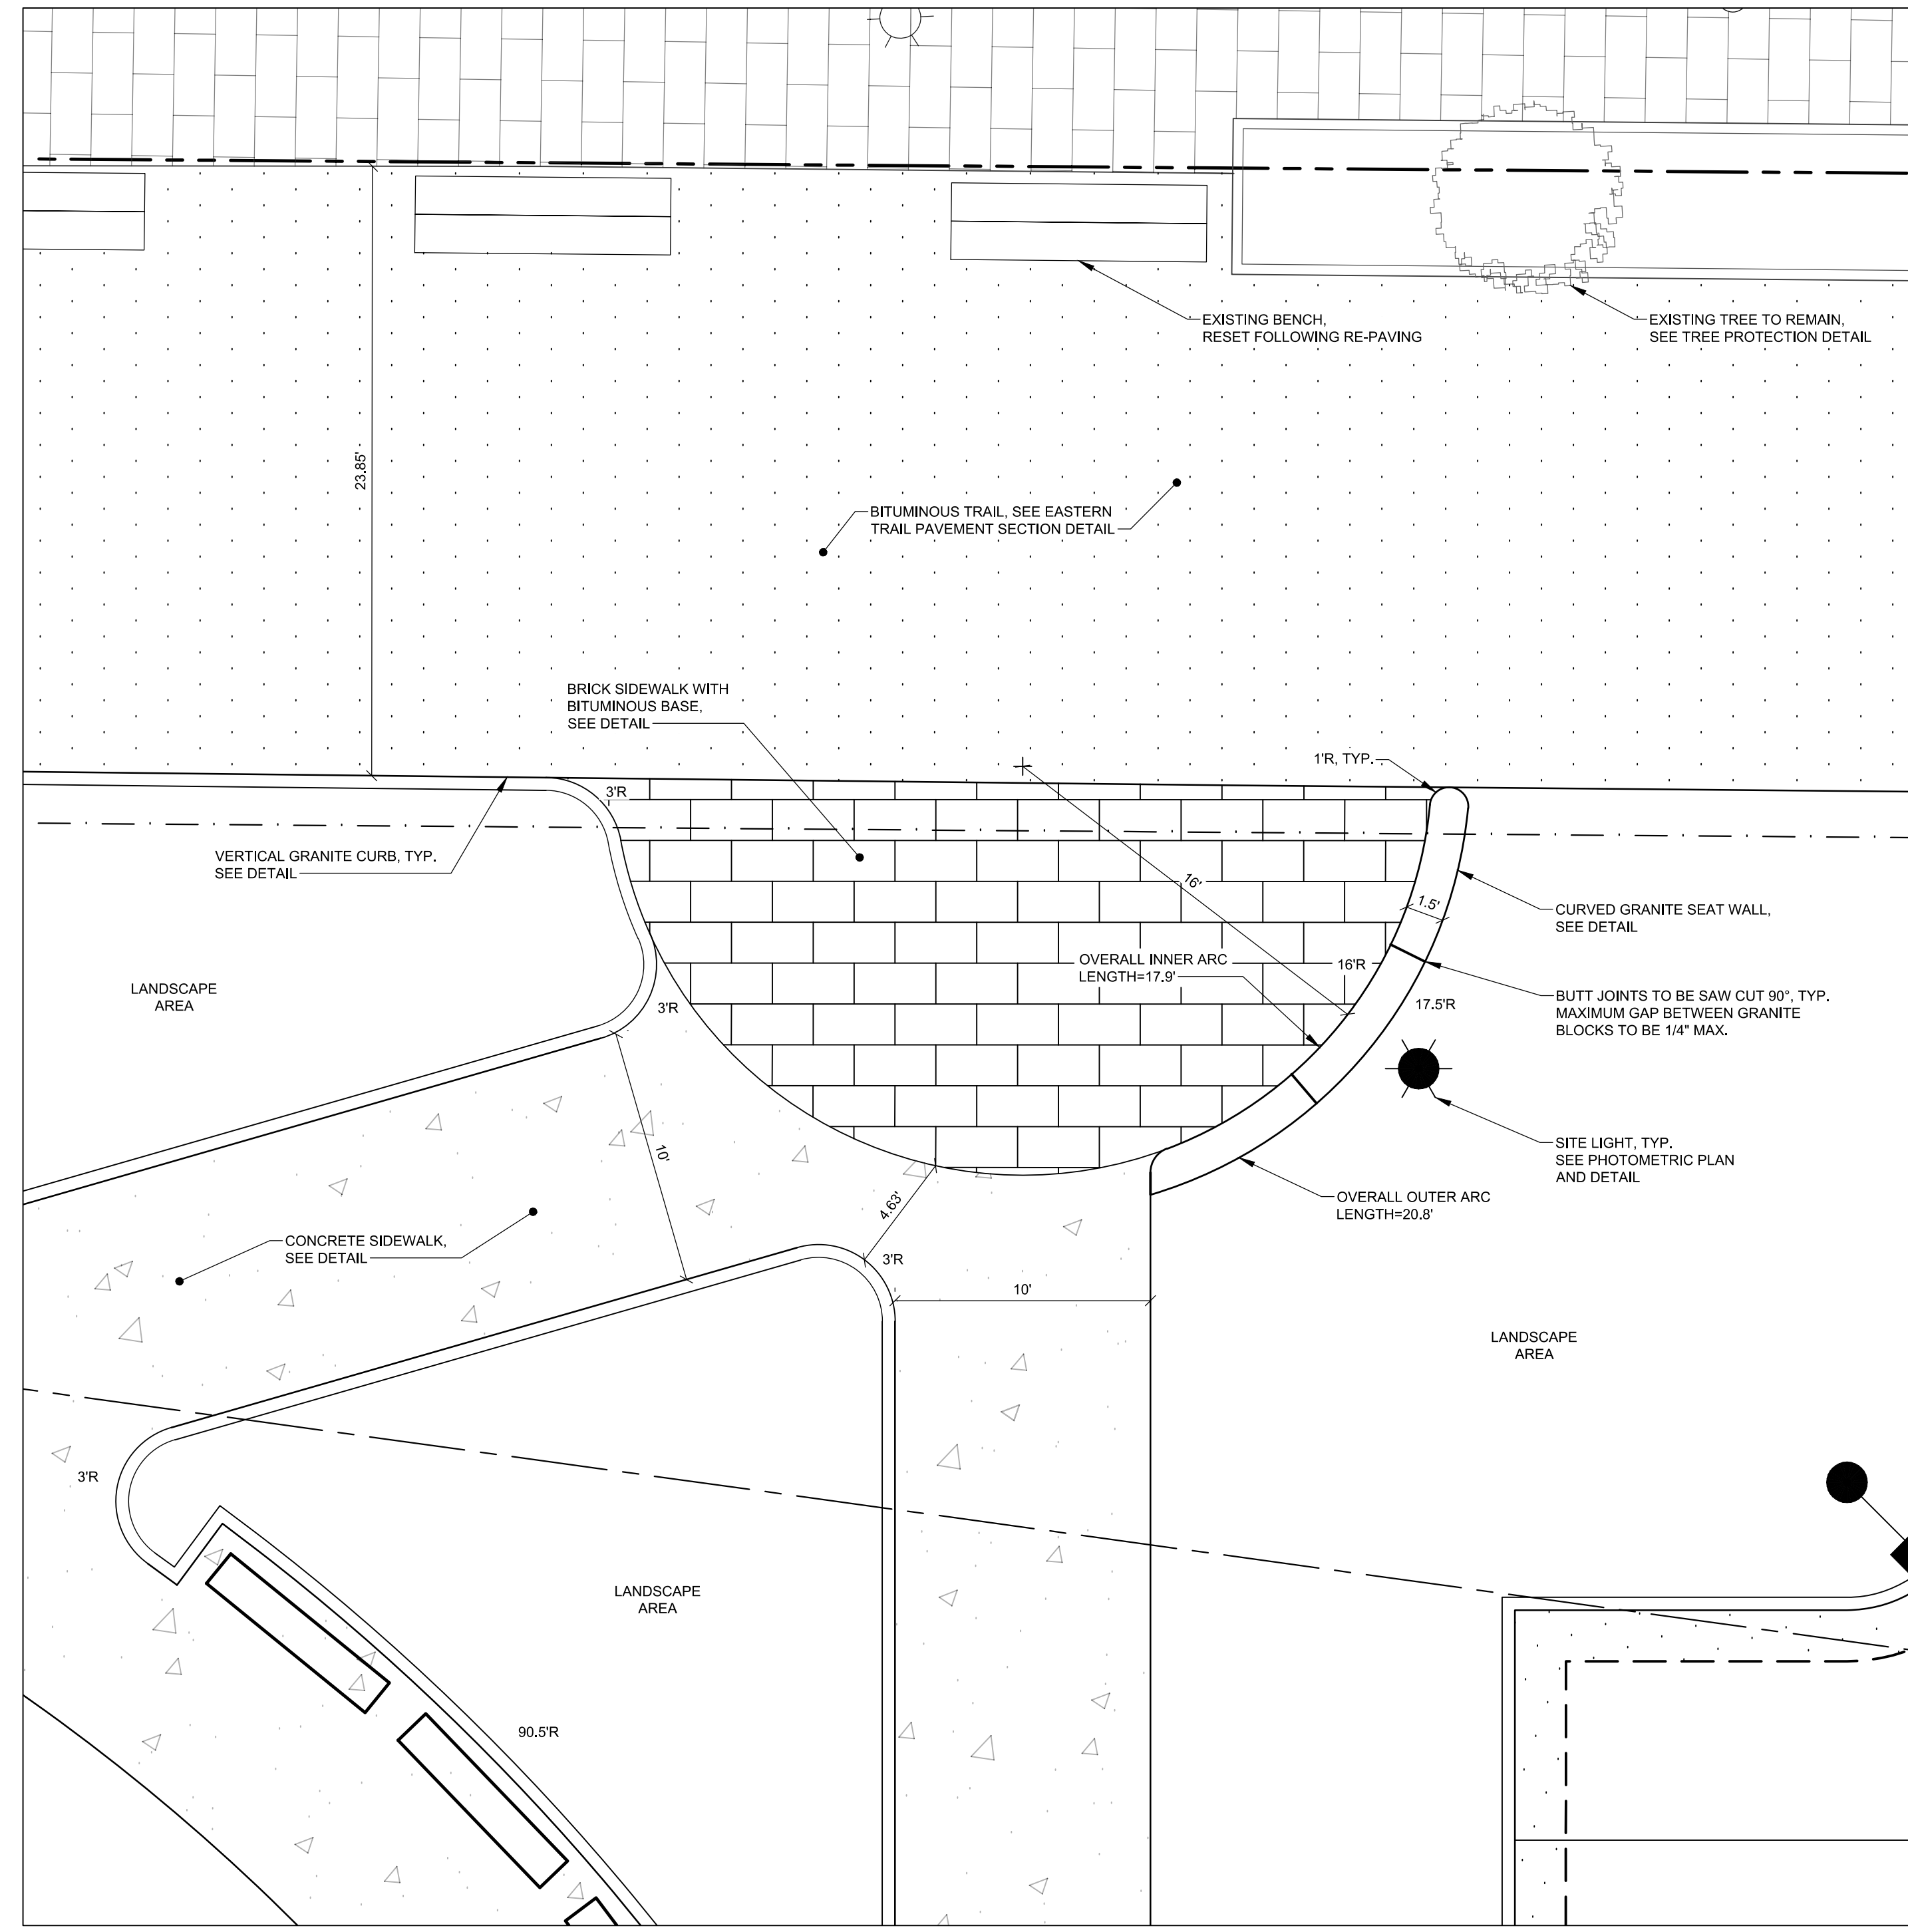 EXISTING BENCH,
RESET FOLLOWING RE-PAVING
EXISTING TREE TO REMAIN,
SEE TREE PROTECTION DETAIL
23.85'
BITUMINOUS TRAIL, SEE EASTERN
TRAIL PAVEMENT SECTION DETAIL
BRICK SIDEWALK WITH
BITUMINOUS BASE,
SEE DETAIL
1'R, TYP.
3'R
VERTICAL GRANITE CURB, TYP.
SEE DETAIL
16'
1.5'
CURVED GRANITE SEAT WALL,
SEE DETAIL
OVERALL INNER ARC
LENGTH=17.9'
16'R
LANDSCAPE
AREA
3'R
17.5'R
BUTT JOINTS TO BE SAW CUT 90°, TYP.
MAXIMUM GAP BETWEEN GRANITE
BLOCKS TO BE 1/4" MAX.
10'
SITE LIGHT, TYP.
SEE PHOTOMETRIC PLAN
AND DETAIL
4.63'
OVERALL OUTER ARC
LENGTH=20.8'
CONCRETE SIDEWALK,
SEE DETAIL
3'R
10'
LANDSCAPE
AREA
3'R
LANDSCAPE
AREA
90.5'R